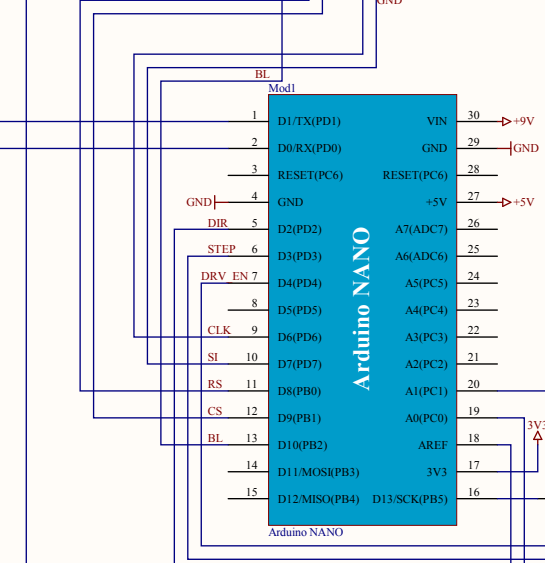 GND
BL
Mod1
1 D1/TX(PD1) VIN 30 +9V
2 D0/RX(PD0) GND 29 GND
3 RESET(PC6) RESET(PC6) 28
GND 4 GND +5V 27 +5V
DIR 5 D2(PD2) A7(ADC7) 26
STEP 6 D3(PD3) A6(ADC6) 25
DRV_EN 7 D4(PD4) A5(PC5) 24
8 D5(PD5) A4(PC4) 23
CLK 9 D6(PD6) A3(PC3) 22
SI 10 D7(PD7) A2(PC2) 21
RS 11 D8(PB0) A1(PC1) 20
CS 12 D9(PB1) A0(PC0) 19
3V3
BL 13 D10(PB2) AREF 18
14 D11/MOSI(PB3) 3V3 17
15 D12/MISO(PB4) D13/SCK(PB5) 16
Arduino NANO
Arduino NANO